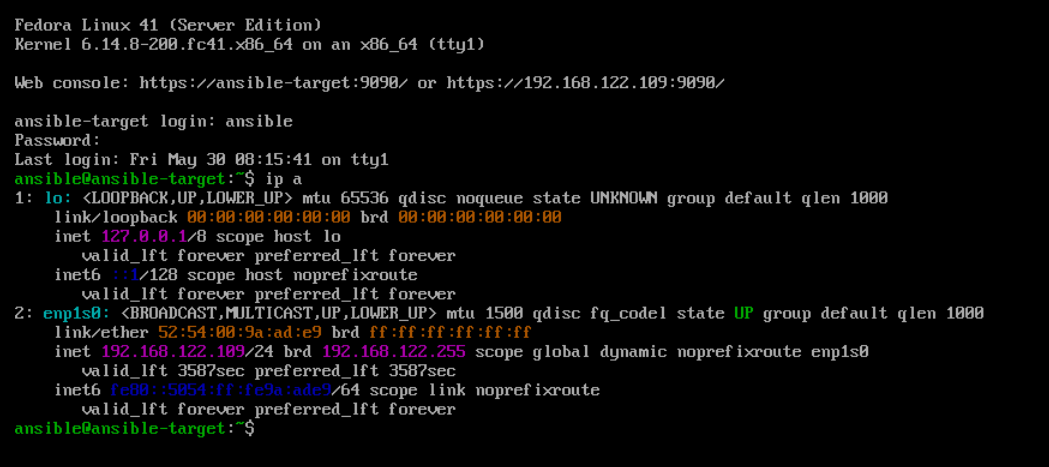 Fedora Linux 41 (Server Edition)
Kernel 6.14.8-200.fc41.x86_64 on an x86_64 (tty1)
Web console: https://ansible-target:9090/ or https://192.168.122.109:9090/
ansible-target login: ansible
Password:
Last login: Fri May 30 08:15:41 on tty1
ansible@ansible-target:~$ ip a
1: lo: <LOOPBACK,UP,LOWER_UP> mtu 65536 qdisc noqueue state UNKNOWN group default qlen 1000
link/loopback 00:00:00:00:00:00 brd 00:00:00:00:00:00
inet 127.0.0.1/8 scope host lo
valid_lft forever preferred_lft forever
inet6 ::1/128 scope host noprefixroute
valid_lft forever preferred_lft forever
2: enp1s0: <BROADCAST,MULTICAST,UP,LOWER_UP> mtu 1500 qdisc fq_codel state UP group default qlen 1000
link/ether 52:54:00:9a:ad:e9 brd ff:ff:ff:ff:ff:ff
inet 192.168.122.109/24 brd 192.168.122.255 scope global dynamic noprefixroute enp1s0
valid_lft 3587sec preferred_lft 3587sec
inet6 fe80::5054:ff:fe9a:ade9/64 scope link noprefixroute
valid_lft forever preferred_lft forever
ansible@ansible-target:~$